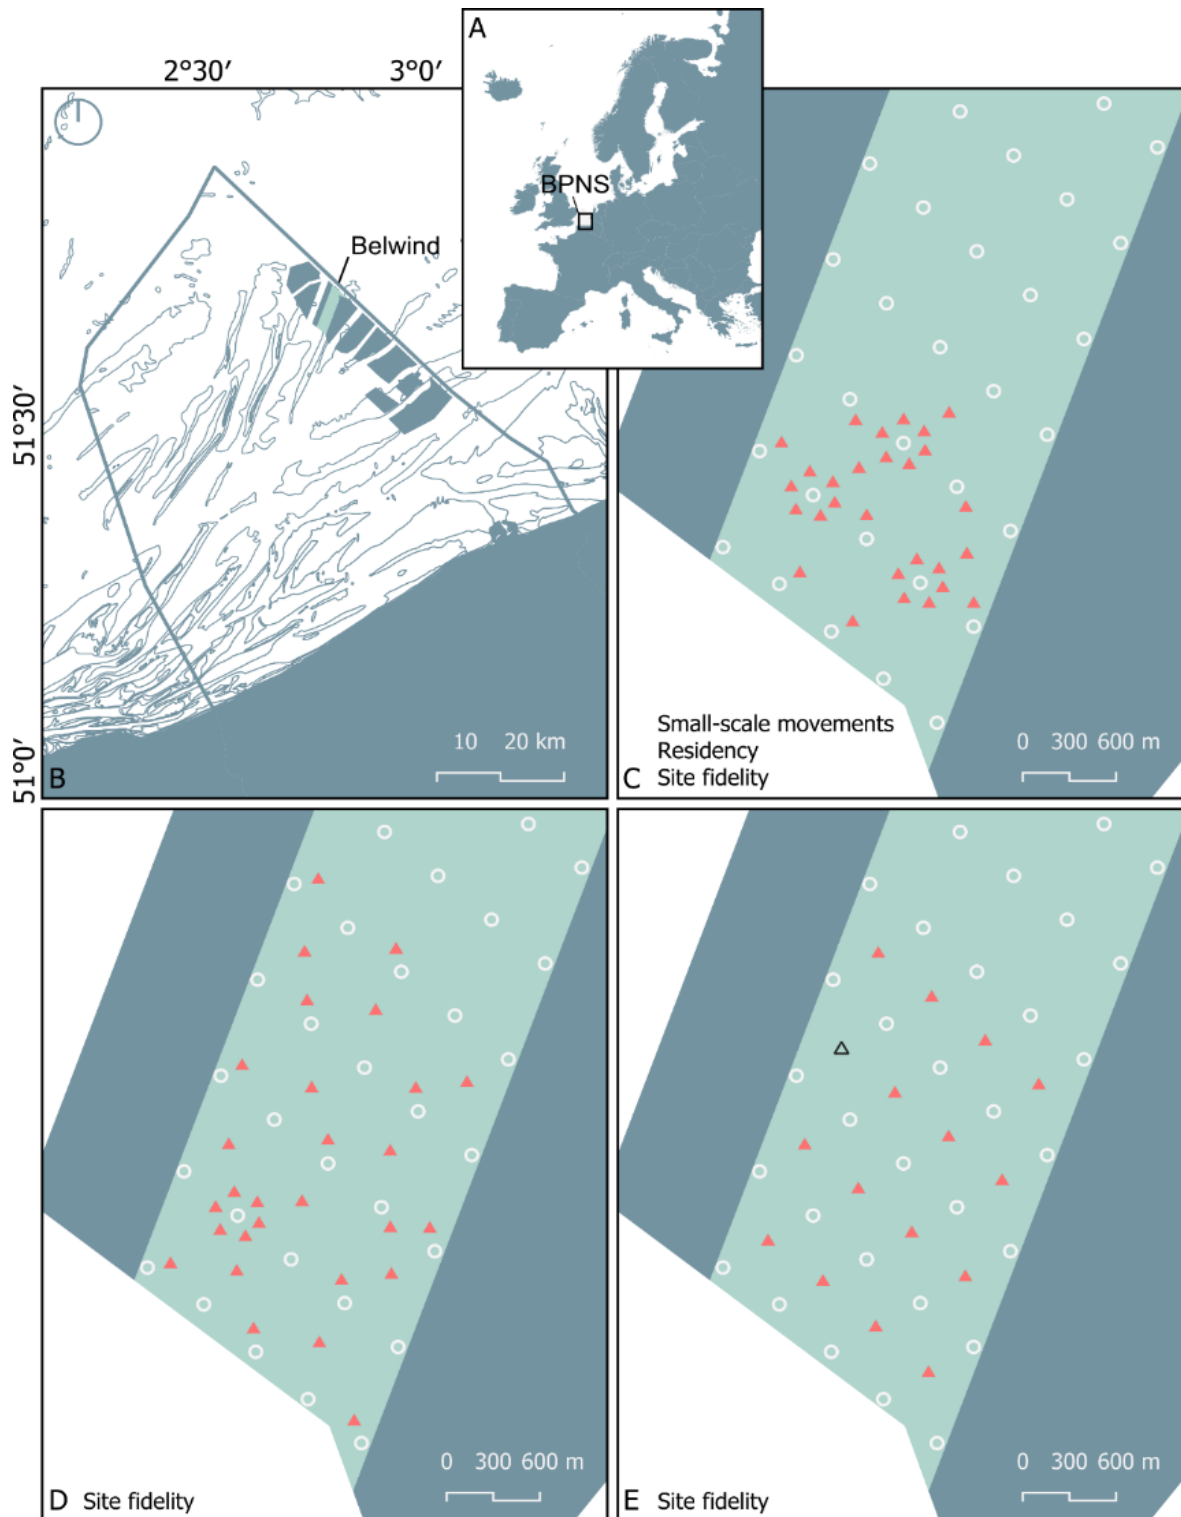 A
2°30′
3°0′
BPNS
Belwind
51°30′
51°0′
10 20 km
B
Small-scale movements
Residency
Site fidelity
0 300 600 m
C
0 300 600 m
D Site fidelity
0 300 600 m
E Site fidelity